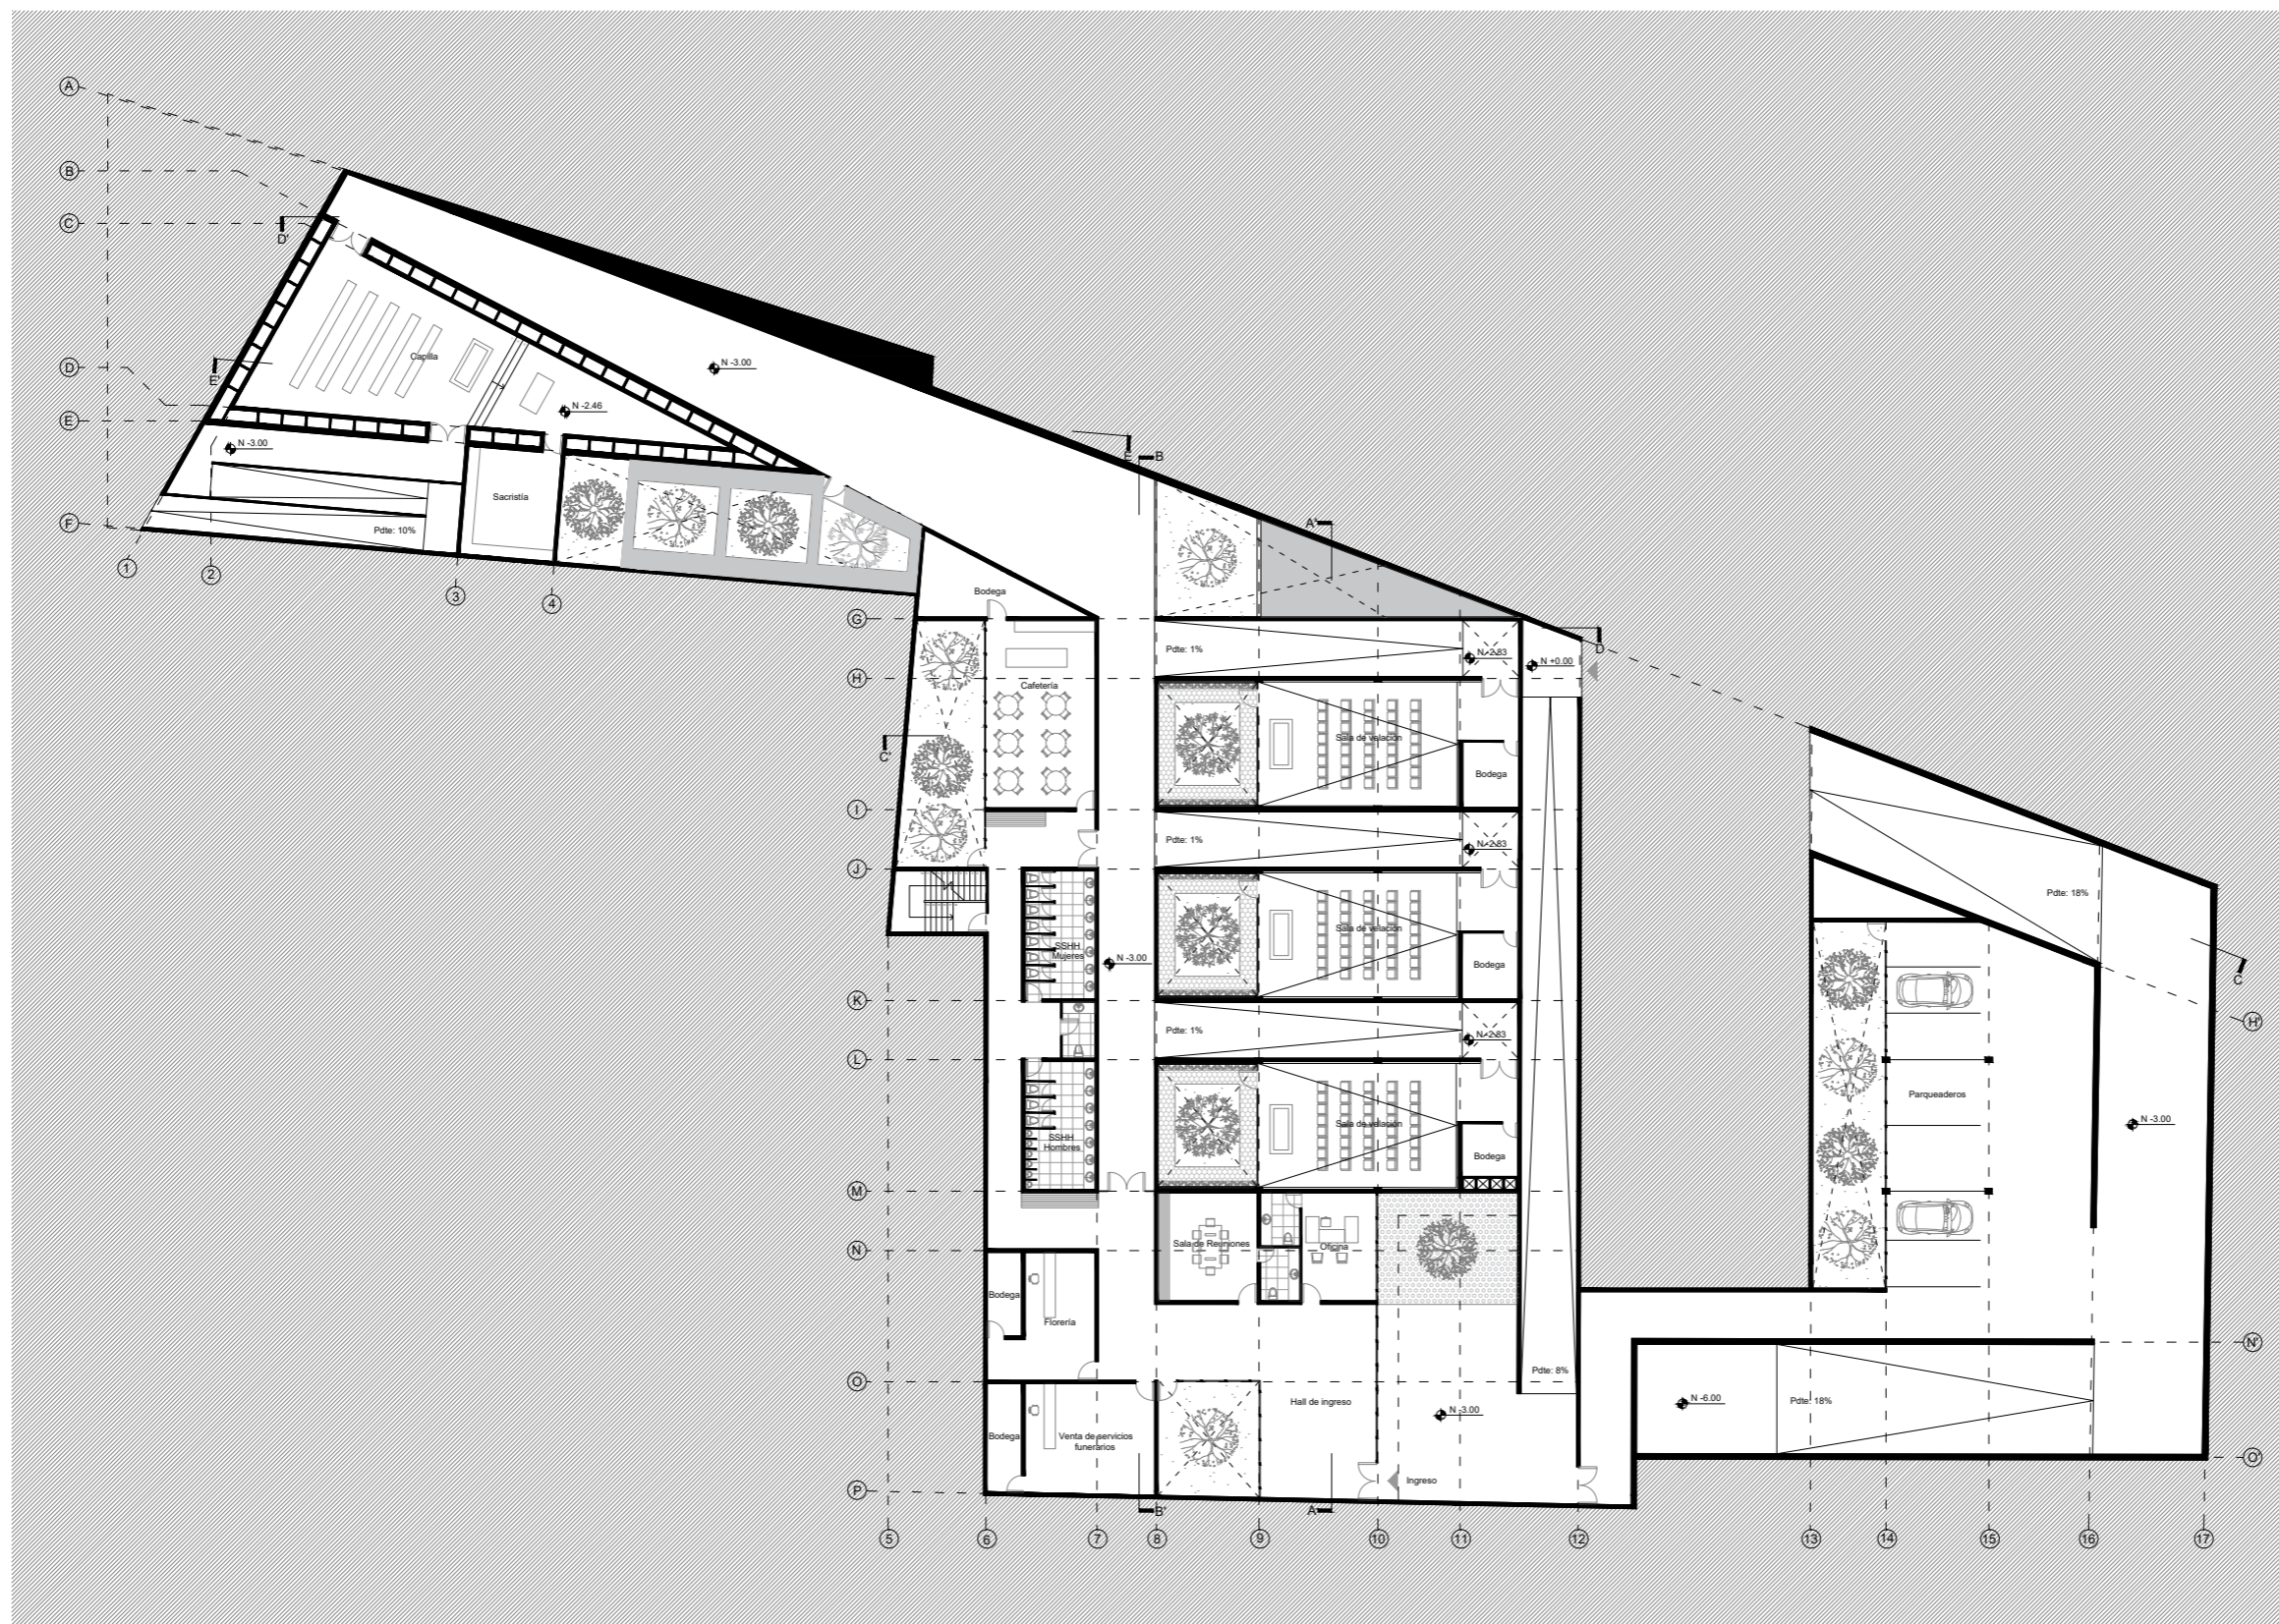 A
B
C
D'
Capilla
N -3.00
D
E'
N -2.46
E
N -3.00
E
B
Sacristía
F
Pdte: 10%
A'
1
2
3
4
Bodega
G
Pdte: 1%
N -2.83
N +0.00
D
H
Cafetería
C'
Sala de velación
Bodega
I
Pdte: 1%
N -2.83
J
Pdte: 18%
SSHH
Mujeres
N -3.00
Sala de velación
Bodega
C
K
Pdte: 1%
N -2.83
H'
L
Parqueaderos
N -3.00
Sala de velación
SSHH
Hombres
Bodega
M
Sala de Reuniones
Oficina
N
Bodega
Florería
N'
Pdte: 8%
O
Hall de ingreso
N -3.00
N -6.00
Pdte: 18%
Bodega
Venta de servicios
funerarios
O'
Ingreso
P
B'
A
5
6
7
8
9
10
11
12
13
14
15
16
17